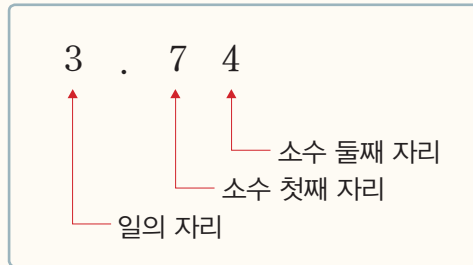 3 . 7 4
소수 둘째 자리
소수 첫째 자리
일의 자리